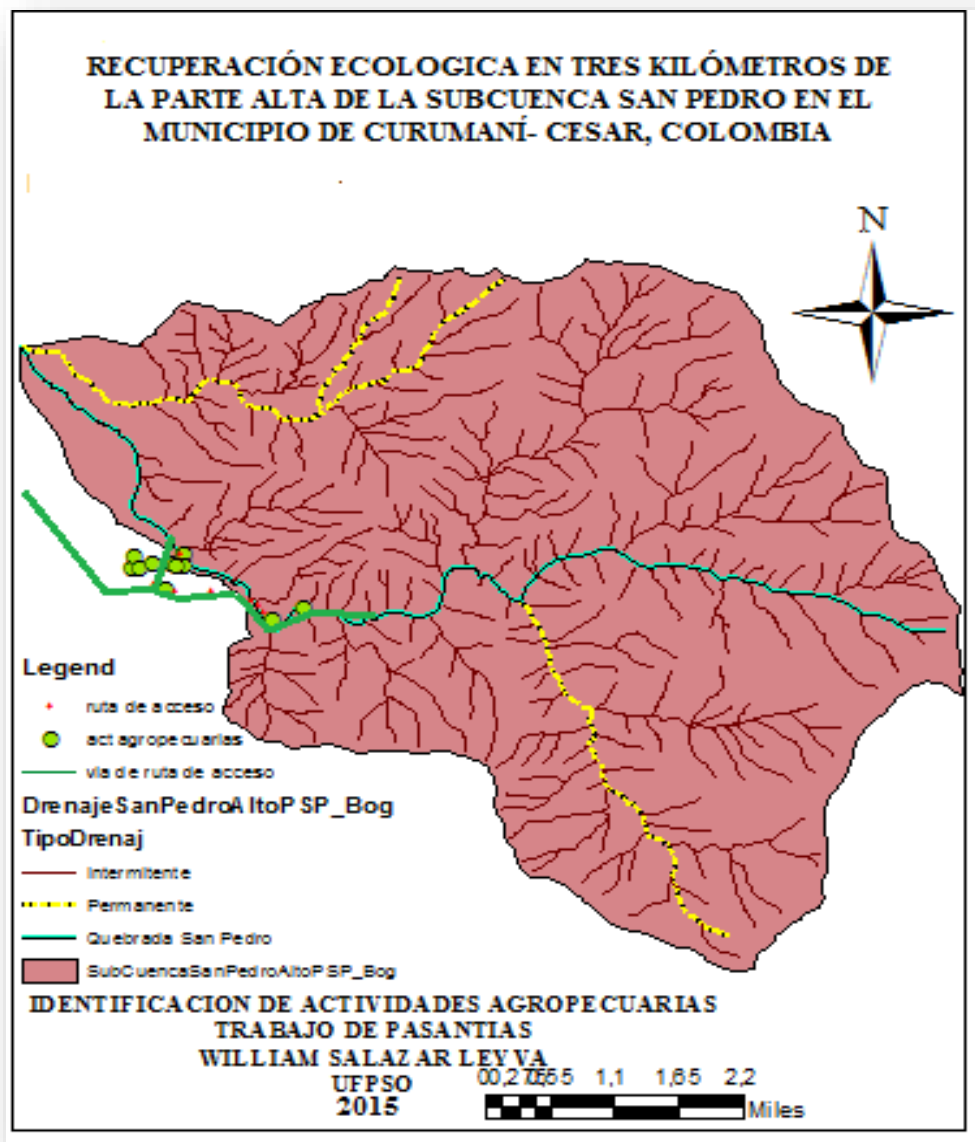 RECUPERACIÓN ECOLOGICA EN TRES KILÓMETROS DE
LA PARTE ALTA DE LA SUBCUENCA SAN PEDRO EN EL
MUNICIPIO DE CURUMANÍ- CESAR, COLOMBIA
N
Legend
ruta de acceso
act agropecuarias
via de ruta de acceso
DrenajeSanPedroAltoPSP_Bog
TipoDrenaj
Intermitente
Permanente
Quebrada San Pedro
SubCuencaSanPedroAltoPSP_Bog
IDENTIFICACION DE ACTIVIDADES AGROPECUARIAS
TRABAJO DE PASANTIAS
WILLIAM SALAZAR LEYVA
UFPSO
2015
1,1 1,65 2,2
Miles